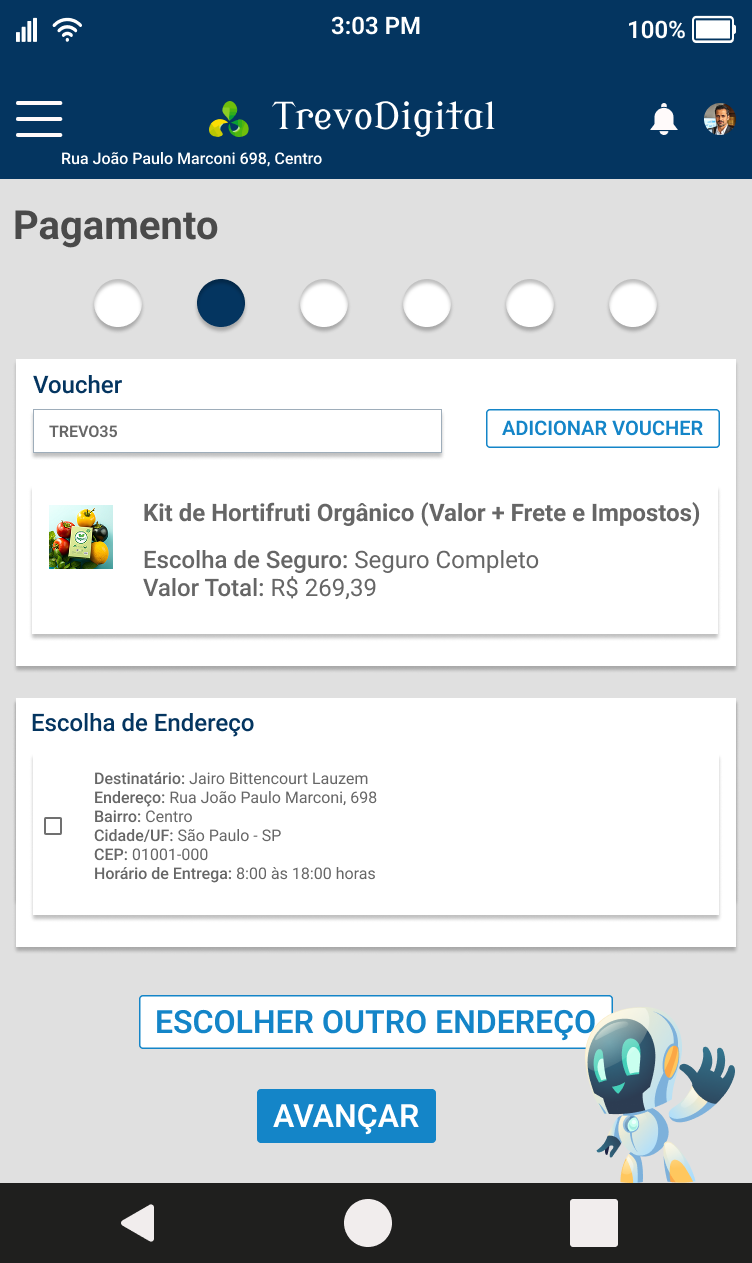 3:03 PM
100%
TrevoDigital
Rua João Paulo Marconi 698, Centro
Pagamento
Voucher
TREVO35
ADICIONAR VOUCHER
Kit de Hortifruti Orgânico (Valor + Frete e Impostos)
Escolha de Seguro: Seguro Completo
Valor Total: R$ 269,39
Escolha de Endereço
Destinatário: Jairo Bittencourt Lauzem
Endereço: Rua João Paulo Marconi, 698
Bairro: Centro
Cidade/UF: São Paulo - SP
CEP: 01001-000
Horário de Entrega: 8:00 às 18:00 horas
ESCOLHER OUTRO ENDEREÇO
AVANÇAR